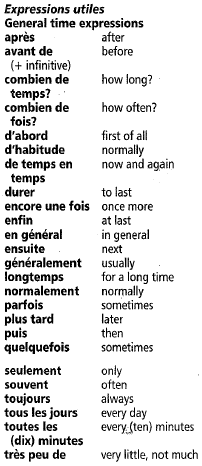 Expressions utiles
General time expressions
après after
avant de before
(+ infinitive)
combien de how long?
temps?
combien de how often?
fois?
d'abord first of all
d'habitude normally
de temps en now and again
temps
durer to last
encore une fois once more
enfin at last
en général in general
ensuite next
généralement usually
longtemps for a long time
normalement normally
parfois sometimes
plus tard later
puis then
quelquefois sometimes
seulement only
souvent often
toujours always
tous les jours every day
toutes les every (ten) minutes
(dix) minutes
très peu de very little, not much